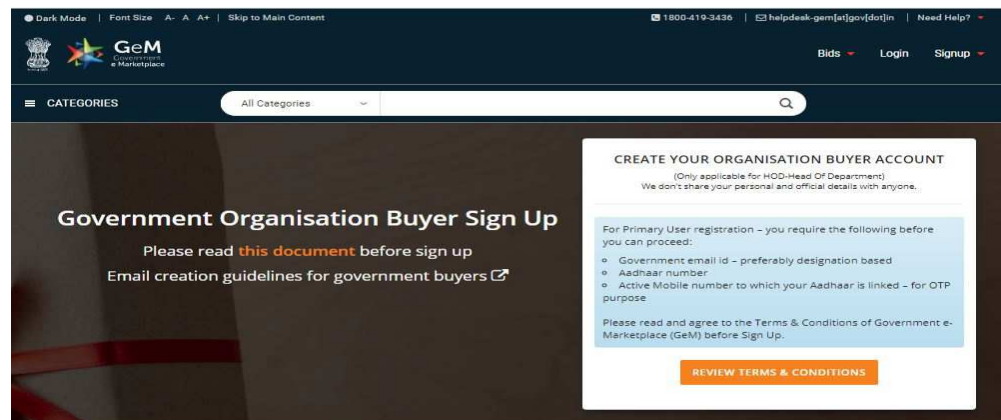 Dark Mode | Font Size A- A A+ | Skip to Main Content
1800-419-3436 | helpdesk-gem[at]gov[dot]in | Need Help?
GeM
Government
e Marketplace
Bids Login Signup
CATEGORIES All Categories
CREATE YOUR ORGANISATION BUYER ACCOUNT
(Only applicable for HOD-Head Of Department)
We don't share your personal and official details with anyone.
Government Organisation Buyer Sign Up
Please read this document before sign up
Email creation guidelines for government buyers
For Primary User registration – you require the following before
you can proceed:
Government email id – preferably designation based
Aadhaar number
Active Mobile number to which your Aadhaar is linked – for OTP
purpose
Please read and agree to the Terms & Conditions of Government e-
Marketplace (GeM) before Sign Up.
REVIEW TERMS & CONDITIONS